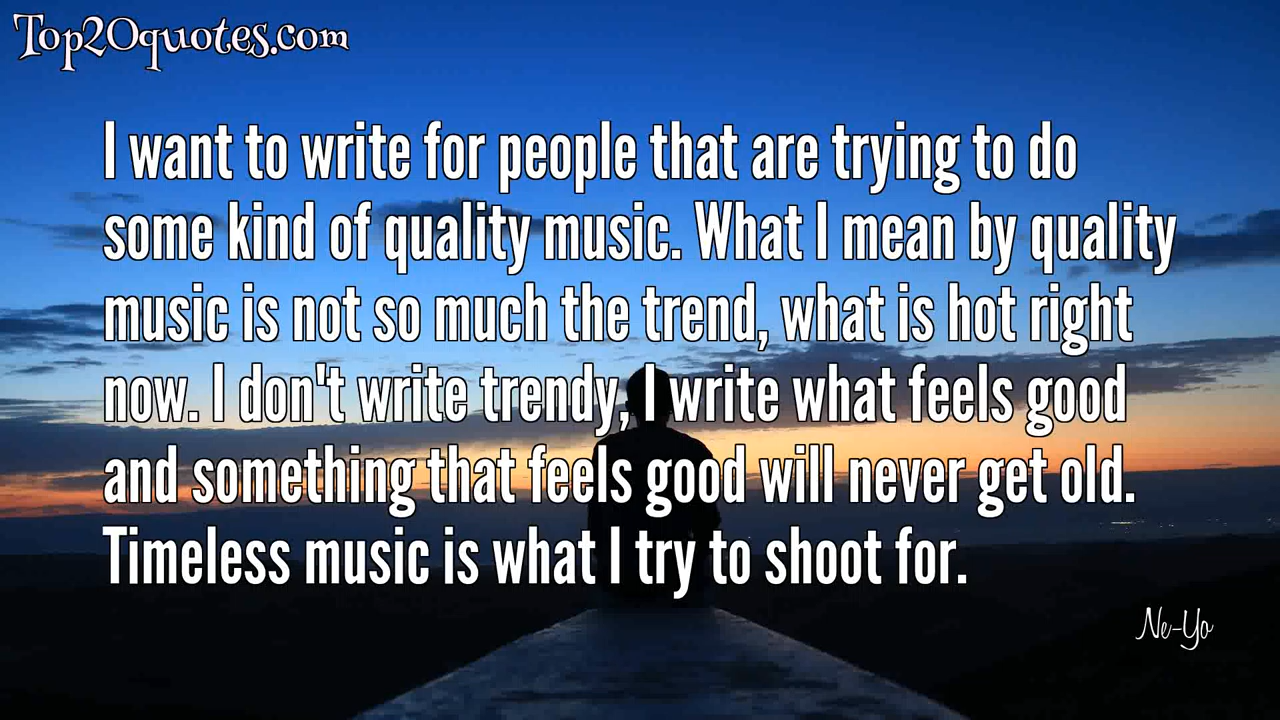 Top20quotes.com
I want to write for people that are trying to do
some kind of quality music. What I mean by quality
music is not so much the trend, what is hot right
now. I don't write trendy, I write what feels good
and something that feels good will never get old.
Timeless music is what I try to shoot for.
Ne-Yo